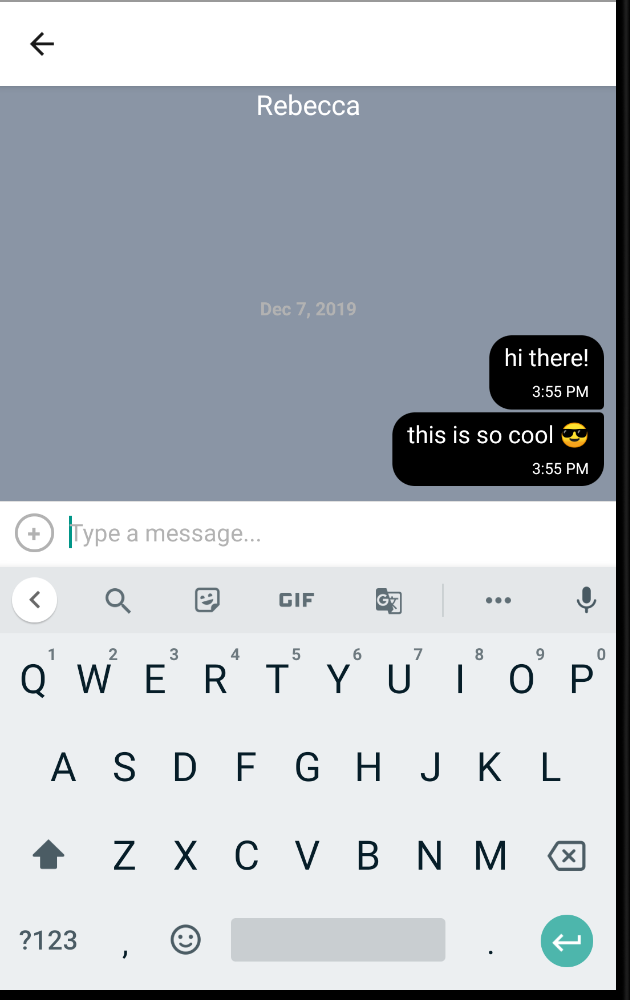 Rebecca
Dec 7, 2019
hi there!
3:55 PM
this is so cool 😎
3:55 PM
Type a message...
GIF
G
1 2 3 4 5 6 7 8 9 0
Q W E R T Y U I O P
A S D F G H J K L
Z X C V B N M
?123 , .